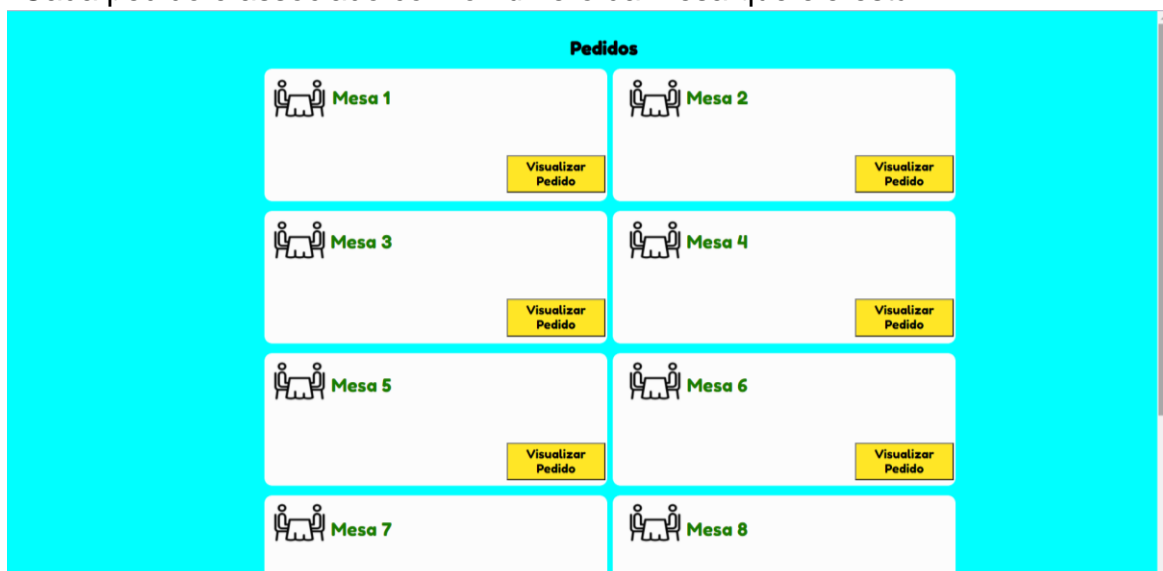 Pedidos
Mesa 1
Mesa 2
Visualizar
Pedido
Visualizar
Pedido
Mesa 3
Mesa 4
Visualizar
Pedido
Visualizar
Pedido
Mesa 5
Mesa 6
Visualizar
Pedido
Visualizar
Pedido
Mesa 7
Mesa 8